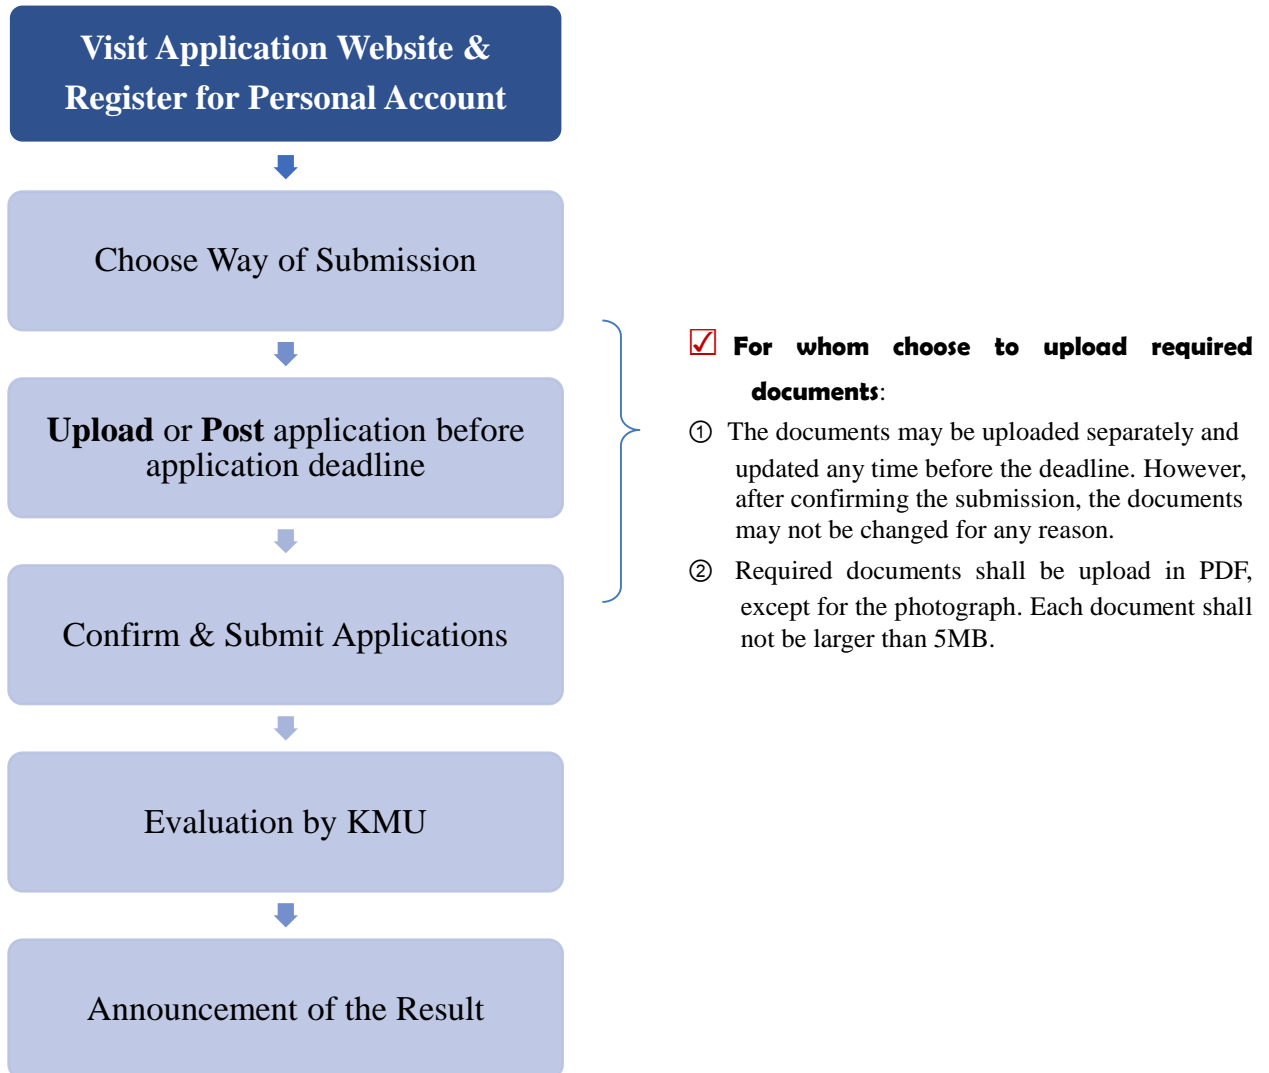 Visit Application Website &
Register for Personal Account
Choose Way of Submission
Upload or Post application before
application deadline
Confirm & Submit Applications
Evaluation by KMU
Announcement of the Result
☑ For whom choose to upload required
documents:
① The documents may be uploaded separately and
updated any time before the deadline. However,
after confirming the submission, the documents
may not be changed for any reason.
② Required documents shall be upload in PDF,
except for the photograph. Each document shall
not be larger than 5MB.